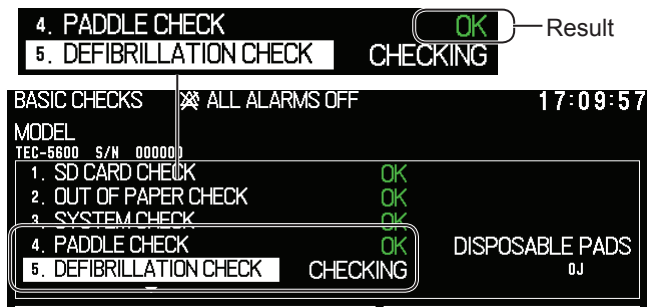 4. PADDLE CHECK OK
Result
5. DEFIBRILLATION CHECK CHECKING
BASIC CHECKS ALL ALARMS OFF 17:09:57
MODEL
TEC-5600 S/N 000000
1. SD CARD CHECK OK
2. OUT OF PAPER CHECK OK
3. SYSTEM CHECK OK
4. PADDLE CHECK OK DISPOSABLE PADS
5. DEFIBRILLATION CHECK CHECKING 0J